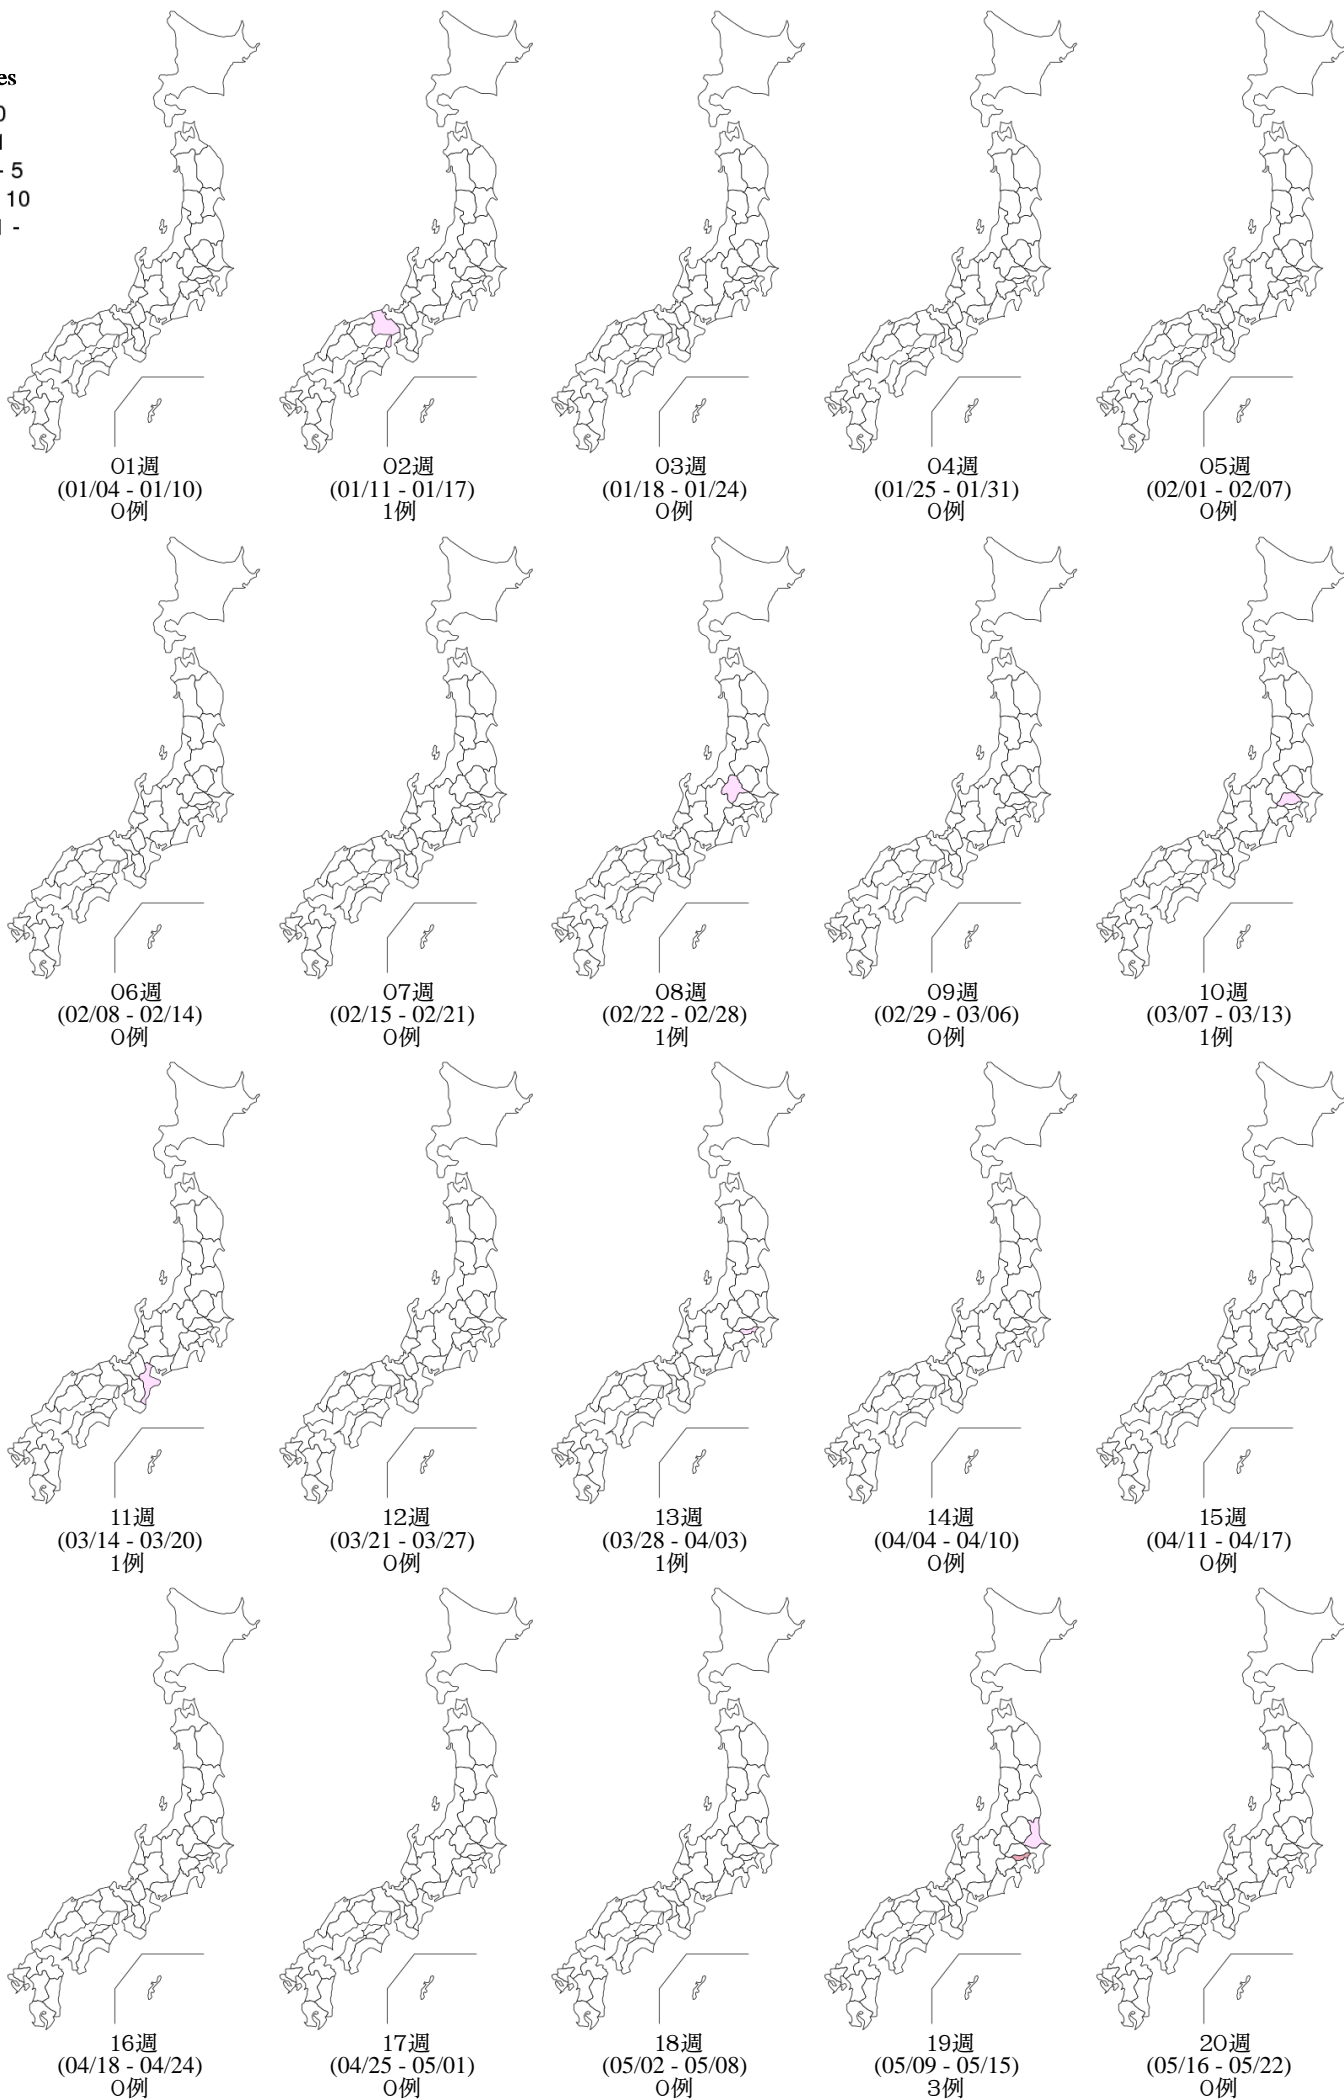 es
0
1
- 5
10
1 -
01週
(01/04 - 01/10)
0例
02週
(01/11 - 01/17)
1例
03週
(01/18 - 01/24)
0例
04週
(01/25 - 01/31)
0例
05週
(02/01 - 02/07)
0例
06週
(02/08 - 02/14)
0例
07週
(02/15 - 02/21)
0例
08週
(02/22 - 02/28)
1例
09週
(02/29 - 03/06)
0例
10週
(03/07 - 03/13)
1例
11週
(03/14 - 03/20)
1例
12週
(03/21 - 03/27)
0例
13週
(03/28 - 04/03)
1例
14週
(04/04 - 04/10)
0例
15週
(04/11 - 04/17)
0例
16週
(04/18 - 04/24)
0例
17週
(04/25 - 05/01)
0例
18週
(05/02 - 05/08)
0例
19週
(05/09 - 05/15)
3例
20週
(05/16 - 05/22)
0例